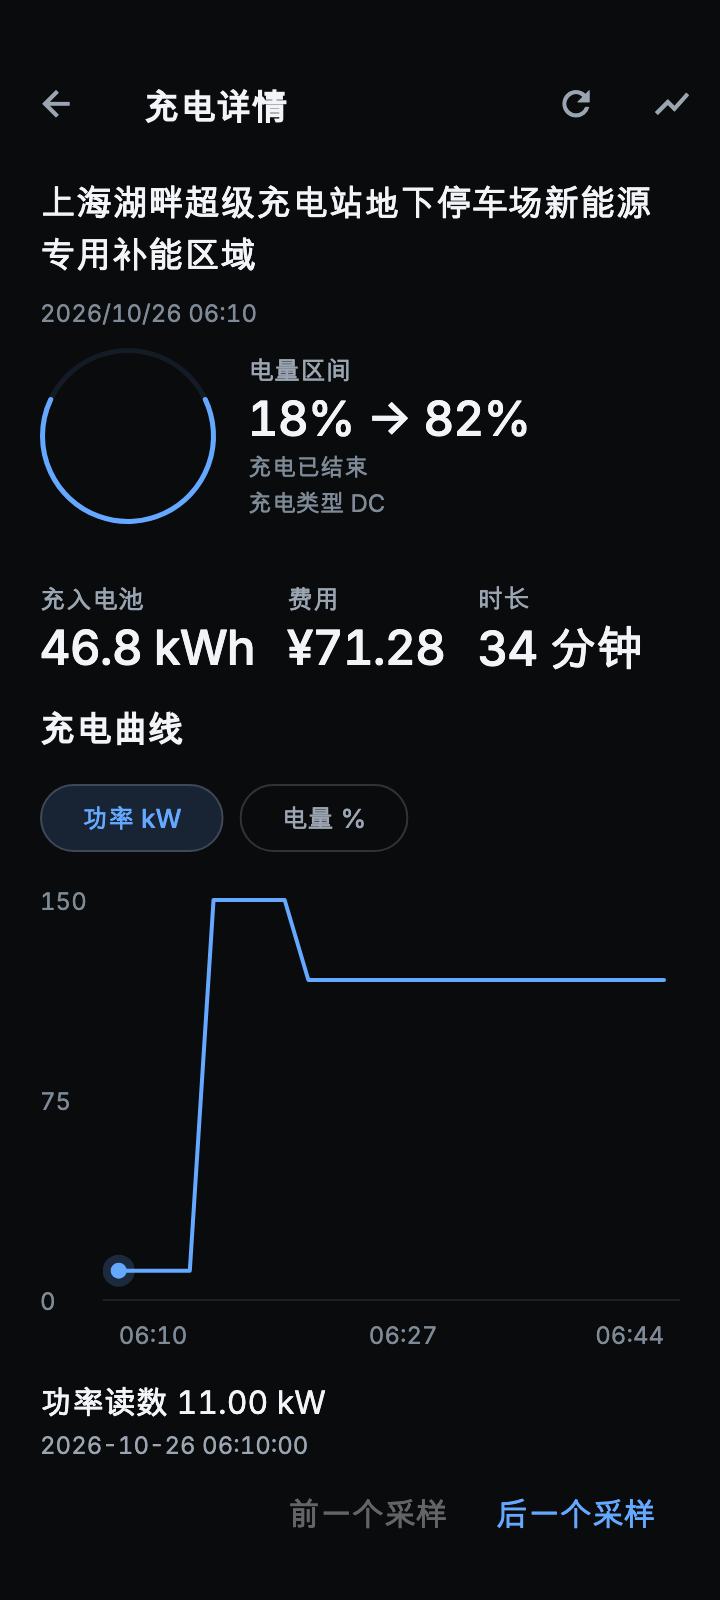 充电详情
上海湖畔超级充电站地下停车场新能源
专用补能区域
2026/10/26 06:10
电量区间
18% → 82%
充电已结束
充电类型 DC
充入电池 费用 时长
46.8 kWh ¥71.28 34 分钟
充电曲线
功率 kW 电量 %
150
75
0
06:10 06:27 06:44
功率读数 11.00 kW
2026-10-26 06:10:00
前一个采样 后一个采样